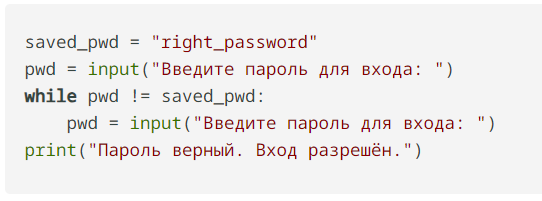 saved_pwd = "right_password"
pwd = input("Введите пароль для входа: ")
while pwd != saved_pwd:
    pwd = input("Введите пароль для входа: ")
print("Пароль верный. Вход разрешён.")